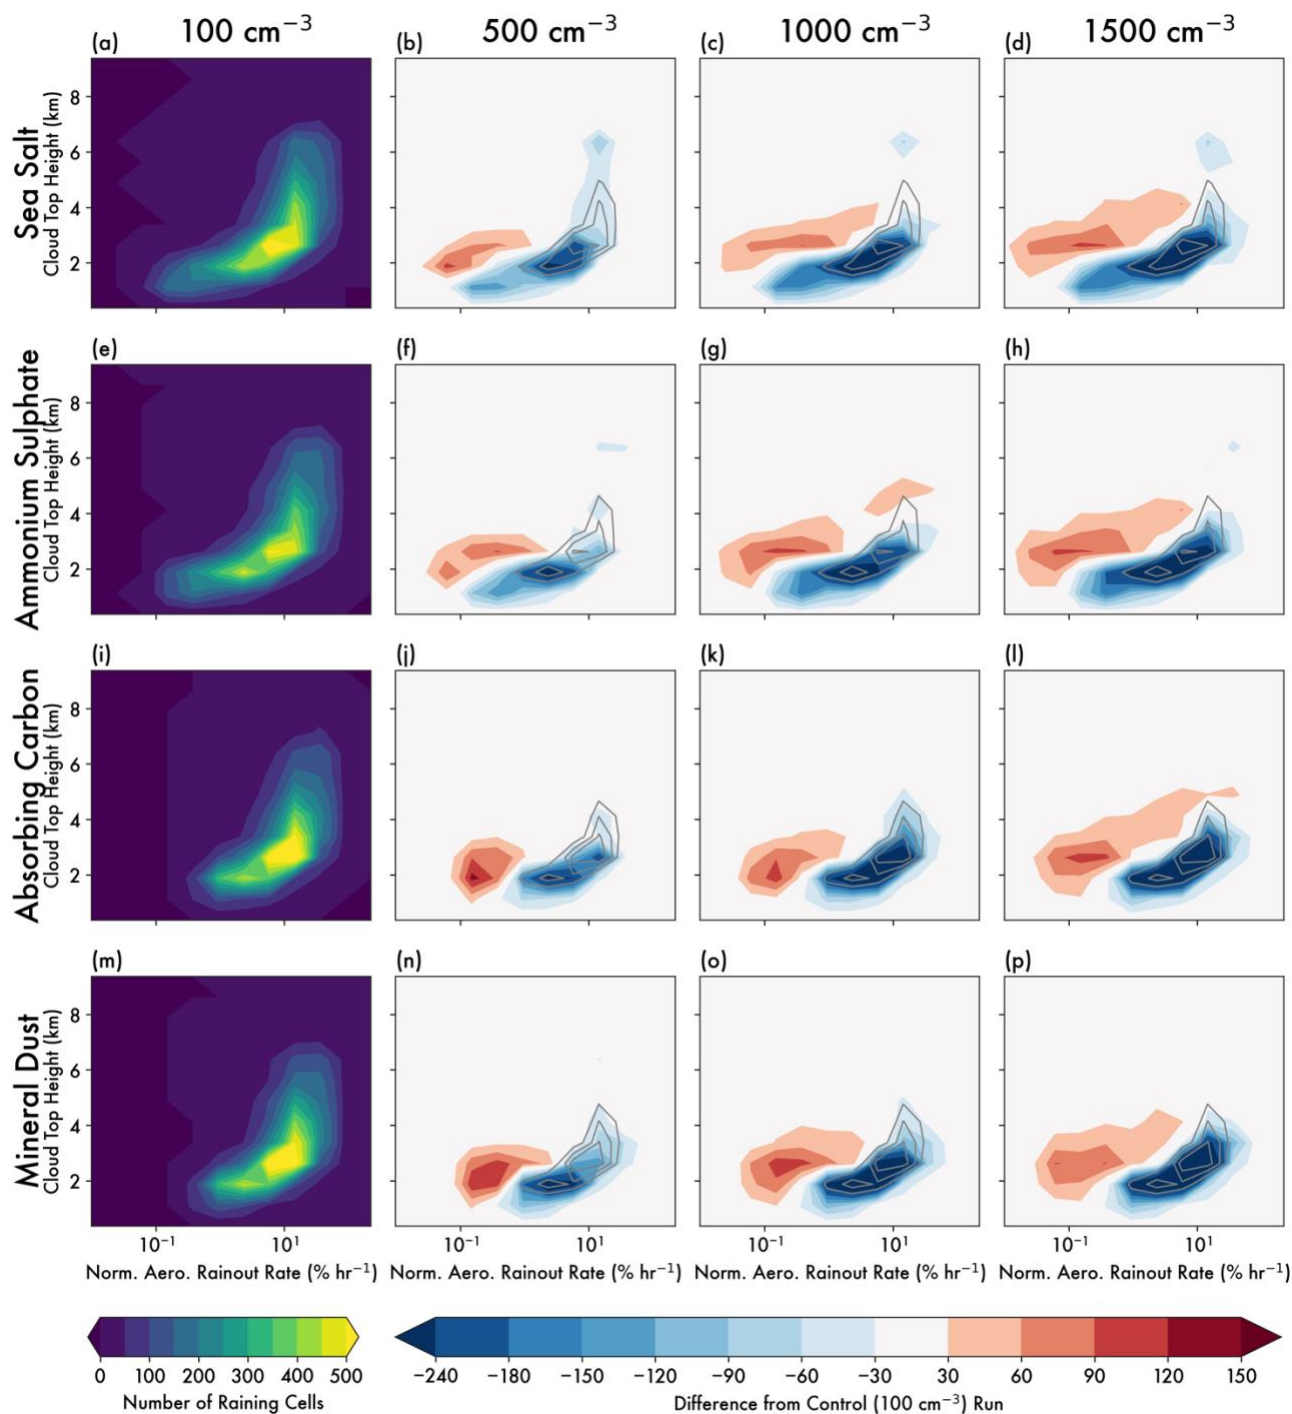 100 cm⁻³ 500 cm⁻³ 1000 cm⁻³ 1500 cm⁻³
(a) (b) (c) (d)
Sea Salt
Cloud Top Height (km)
8
6
4
2
(e) (f) (g) (h)
Ammonium Sulphate
Cloud Top Height (km)
8
6
4
2
(i) (j) (k) (l)
Absorbing Carbon
Cloud Top Height (km)
8
6
4
2
(m) (n) (o) (p)
Mineral Dust
Cloud Top Height (km)
8
6
4
2
10⁻¹ 10¹ 10⁻¹ 10¹ 10⁻¹ 10¹ 10⁻¹ 10¹
Norm. Aero. Rainout Rate (% hr⁻¹) Norm. Aero. Rainout Rate (% hr⁻¹) Norm. Aero. Rainout Rate (% hr⁻¹) Norm. Aero. Rainout Rate (% hr⁻¹)
0 100 200 300 400 500
Number of Raining Cells
−240 −180 −150 −120 −90 −60 −30 30 60 90 120 150
Difference from Control (100 cm⁻³) Run